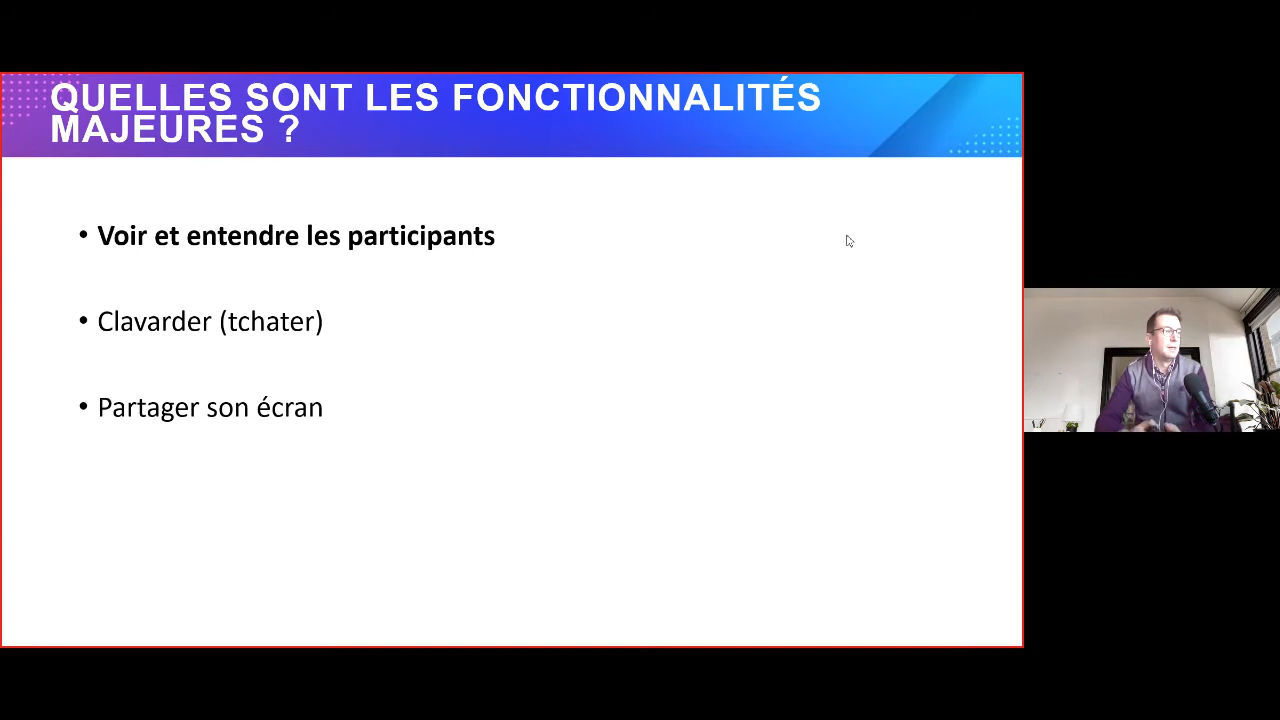 QUELLES SONT LES FONCTIONNALITÉS
MAJEURES ?
• Voir et entendre les participants
• Clavarder (tchater)
• Partager son écran